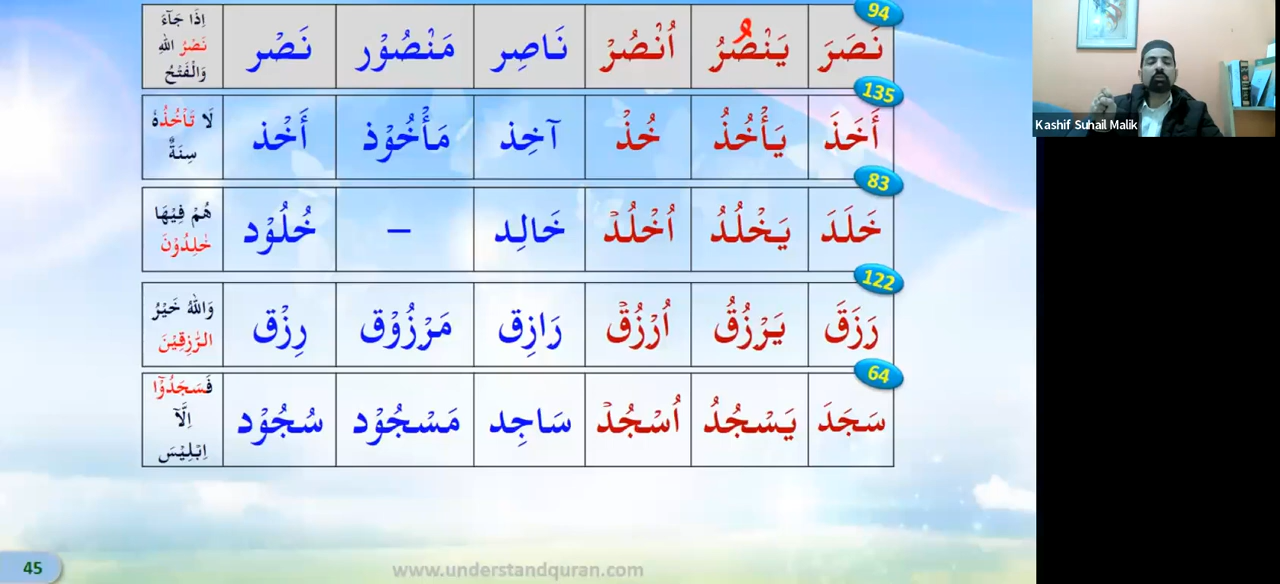 94
نَصَرَ يَنْصُرُ اُنْصُرْ نَاصِر مَنْصُوْر نَصْر
اِذَا جَآءَ
نَصْرُ اللهِ
وَالْفَتْحُ
135
أَخَذَ يَأْخُذُ خُذْ آخِذ مَأْخُوْذ أَخْذ
لَا تَاْخُذُهٗ
سِنَةٌ
83
خَلَدَ يَخْلُدُ اُخْلُدْ خَالِد – خُلُوْد
هُمْ فِيْهَا
خٰلِدُوْنَ
122
رَزَقَ يَرْزُقُ اُرْزُقْ رَازِق مَرْزُوْق رِزْق
وَاللهُ خَيْرُ
الرّٰزِقِيْنَ
64
سَجَدَ يَسْجُدُ اُسْجُدْ سَاجِد مَسْجُوْد سُجُوْد
فَسَجَدُوْٓا
اِلَّآ
اِبْلِيْسَ
Kashif Suhail Malik
45
www.understandquran.com